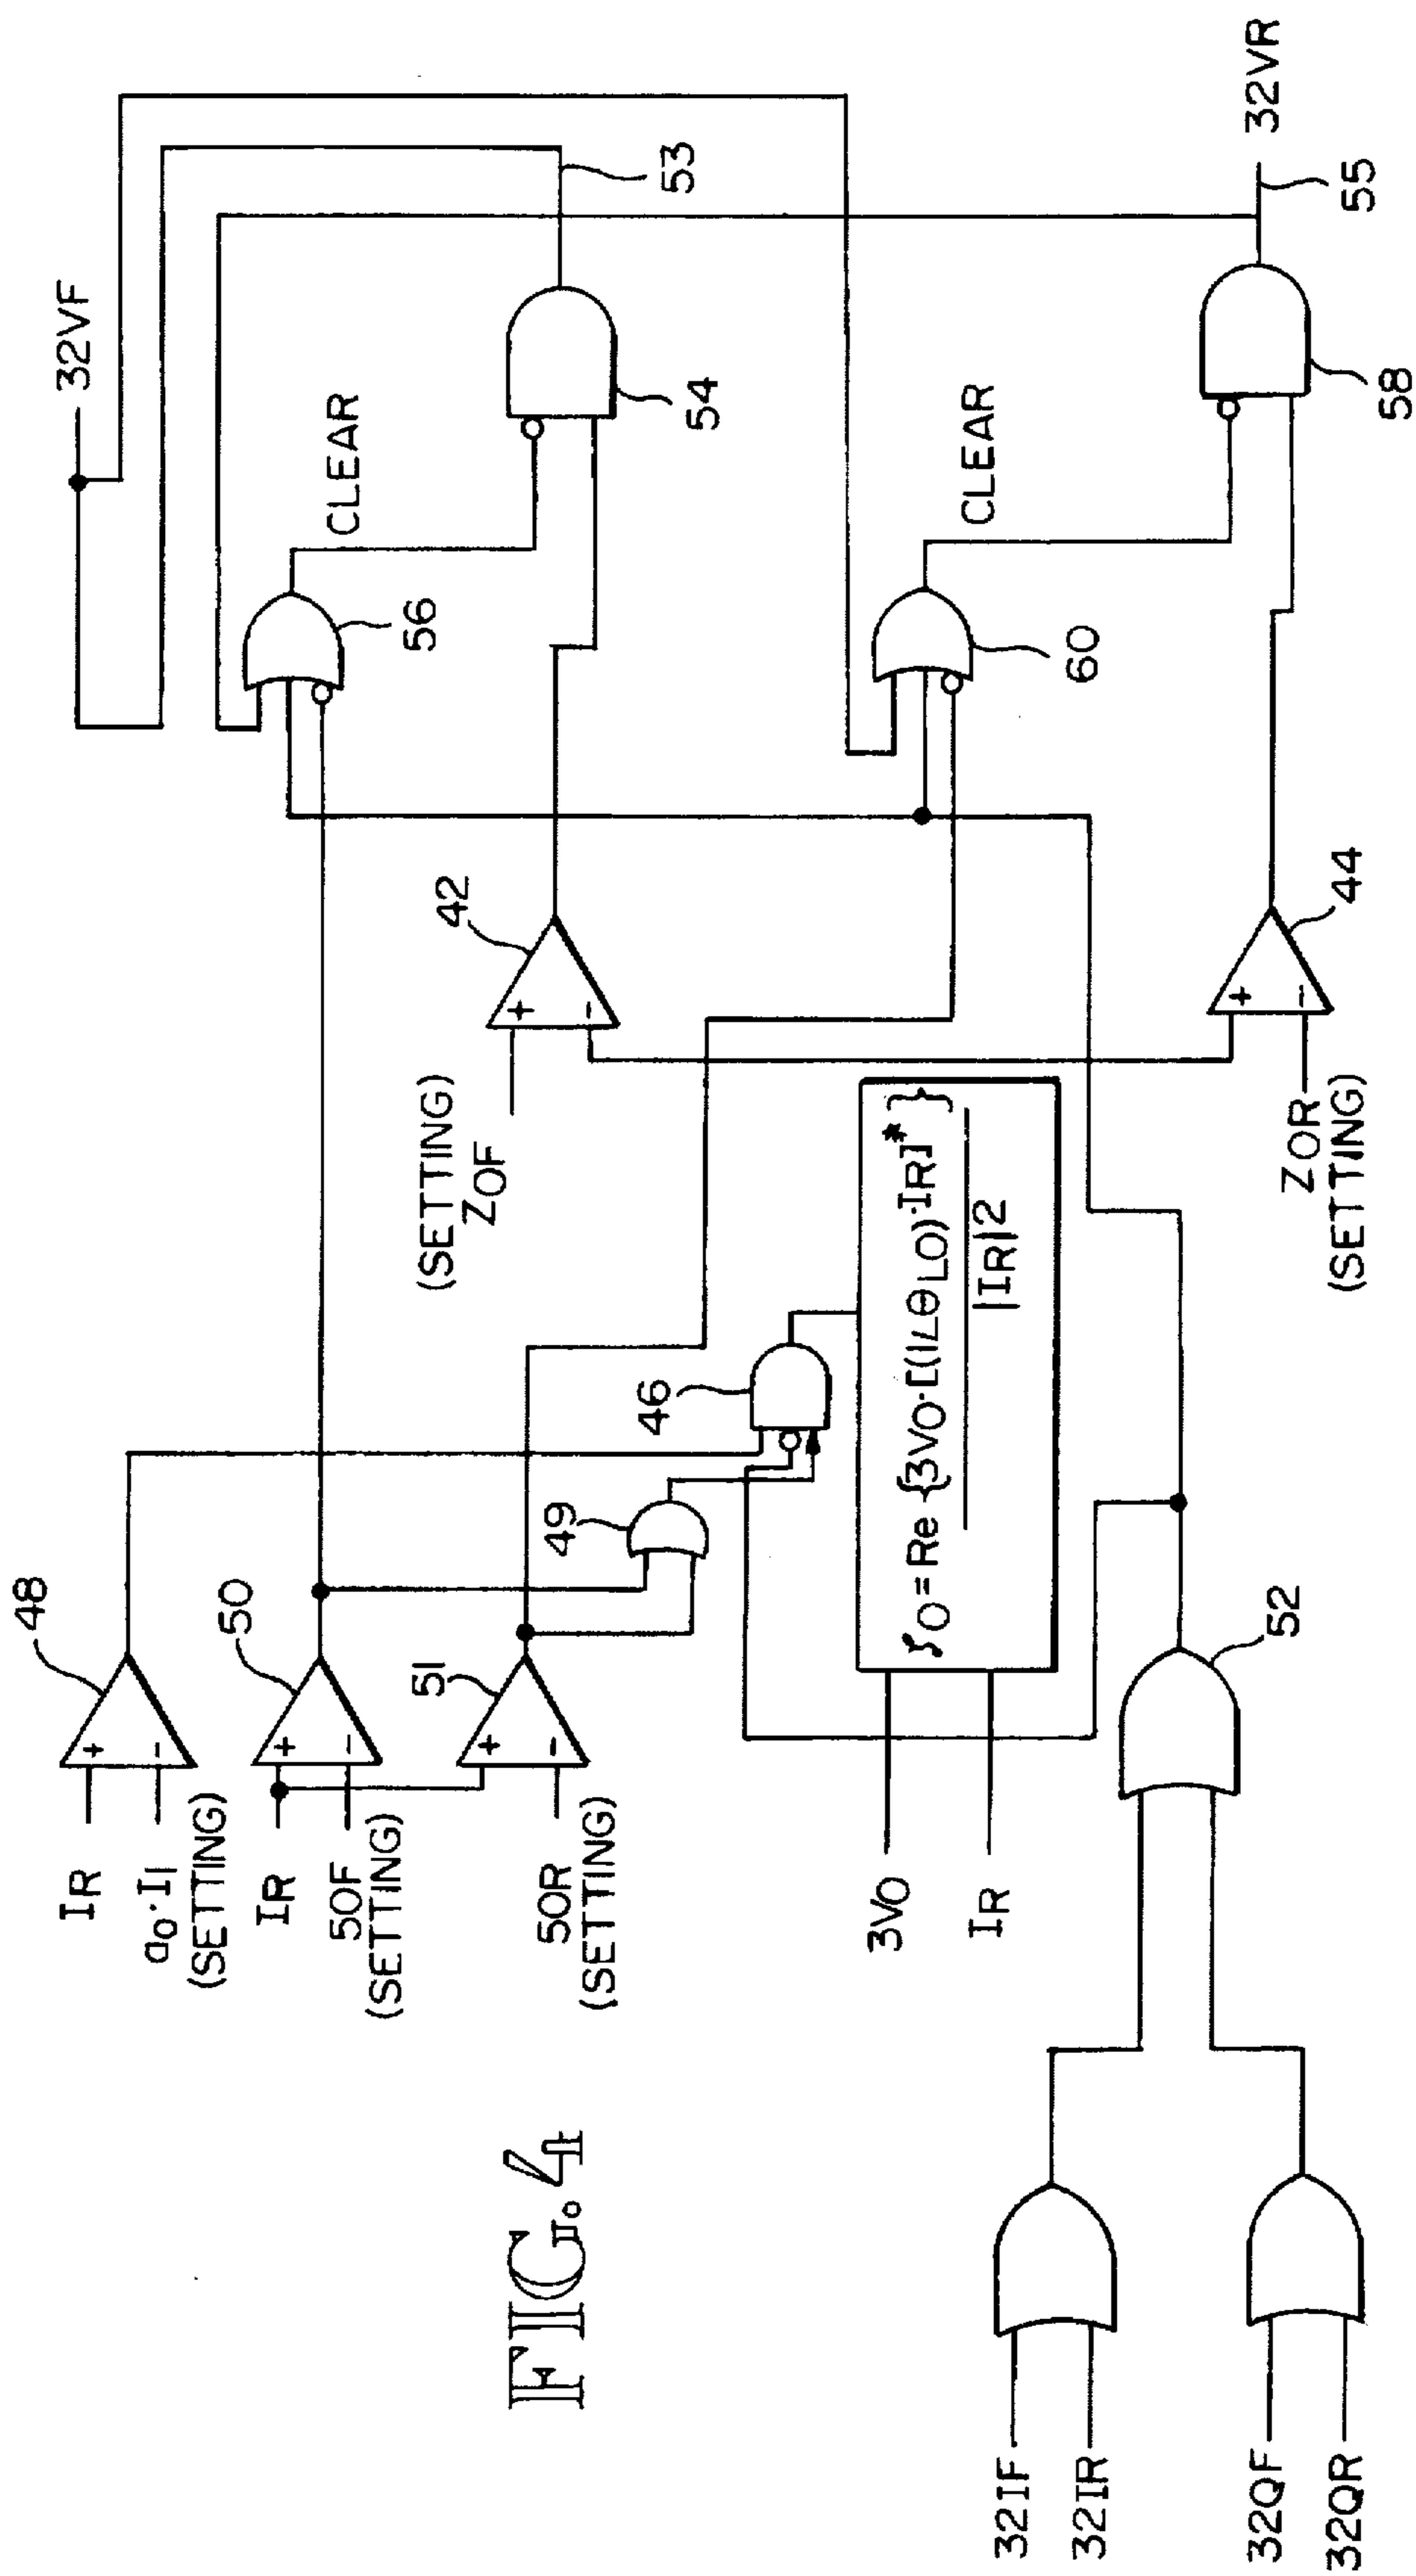 FIG. 4
48
IR
a0·I1
(SETTING)
+
-
50
IR
50F
(SETTING)
+
-
51
50R
(SETTING)
+
-
49
46
3V0
IR
ζ0 = Re {3V0·[(1∠θL0)·IR]*}
|IR|2
(SETTING)
Z0F
42
+
-
Z0R
(SETTING)
44
+
-
32IF
32IR
32QF
32QR
52
56
CLEAR
54
53
32VF
60
CLEAR
58
55
32VR